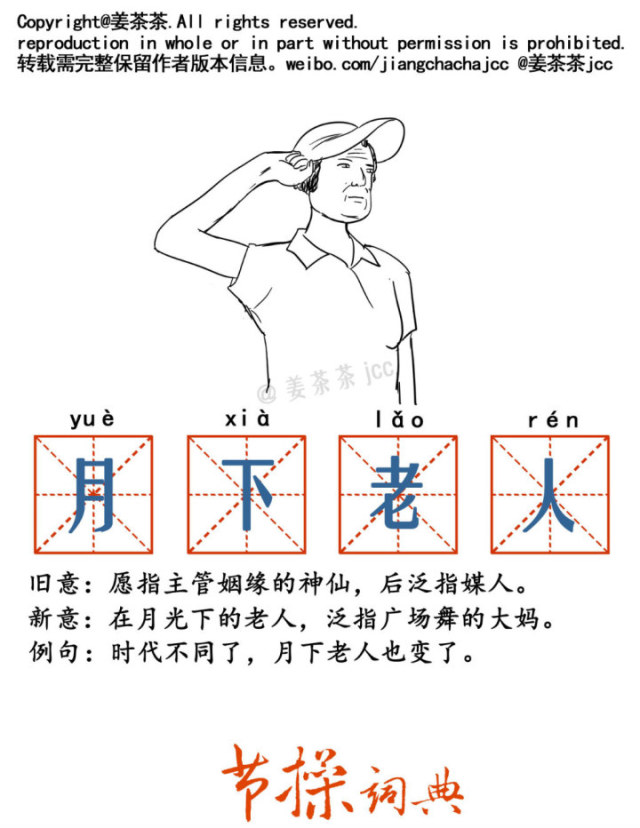 Copyright@姜茶茶.All rights reserved.
reproduction in whole or in part without permission is prohibited.
转载需完整保留作者版本信息。weibo.com/jiangchachajcc @姜茶茶jcc
@姜茶茶jcc
yuè xià lǎo rén
月下老人
旧意：愿指主管姻缘的神仙，后泛指媒人。
新意：在月光下的老人，泛指广场舞的大妈。
例句：时代不同了，月下老人也变了。
节操词典